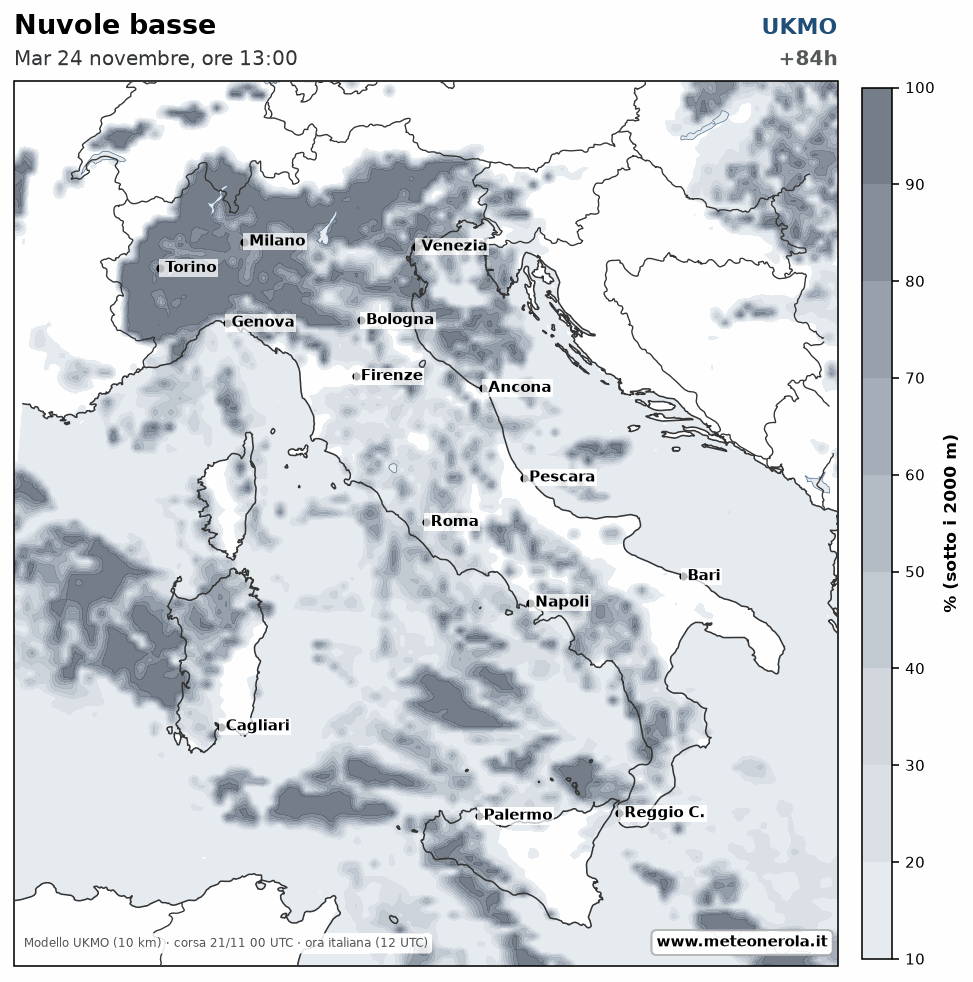 Nuvole basse
UKMO
Mar 24 novembre, ore 13:00
+84h
Milano
Venezia
Torino
Genova
Bologna
Firenze
Ancona
Pescara
Roma
Bari
Napoli
Cagliari
Palermo
Reggio C.
Modello UKMO (10 km) · corsa 21/11 00 UTC · ora italiana (12 UTC)
www.meteonerola.it
100
90
80
70
60
50
40
30
20
10
% (sotto i 2000 m)